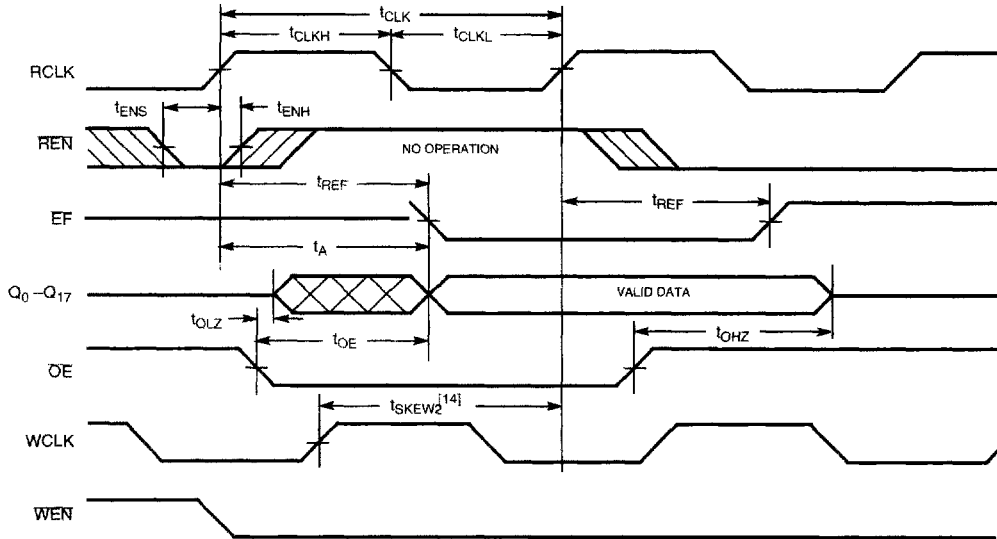 tCLK
tCLKH tCLKL
RCLK
tENS tENH
REN NO OPERATION
tREF tREF
EF
tA
Q0 –Q17 VALID DATA
tOLZ tOE tOHZ
OE
tSKEW2[14]
WCLK
WEN